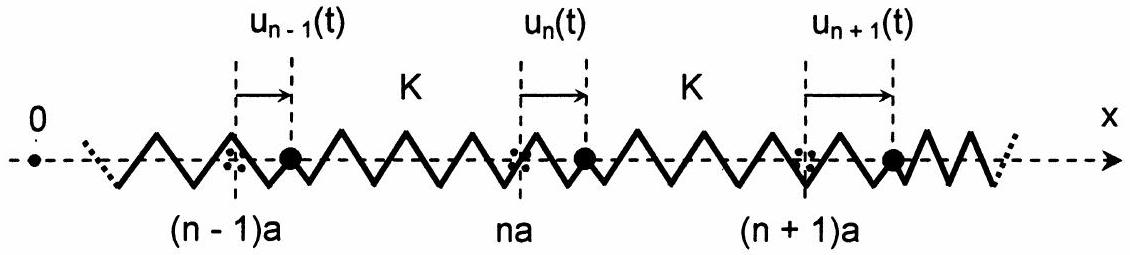 u_{n - 1}(t) u_n(t) u_{n + 1}(t)
K K
0 x
(n - 1)a na (n + 1)a